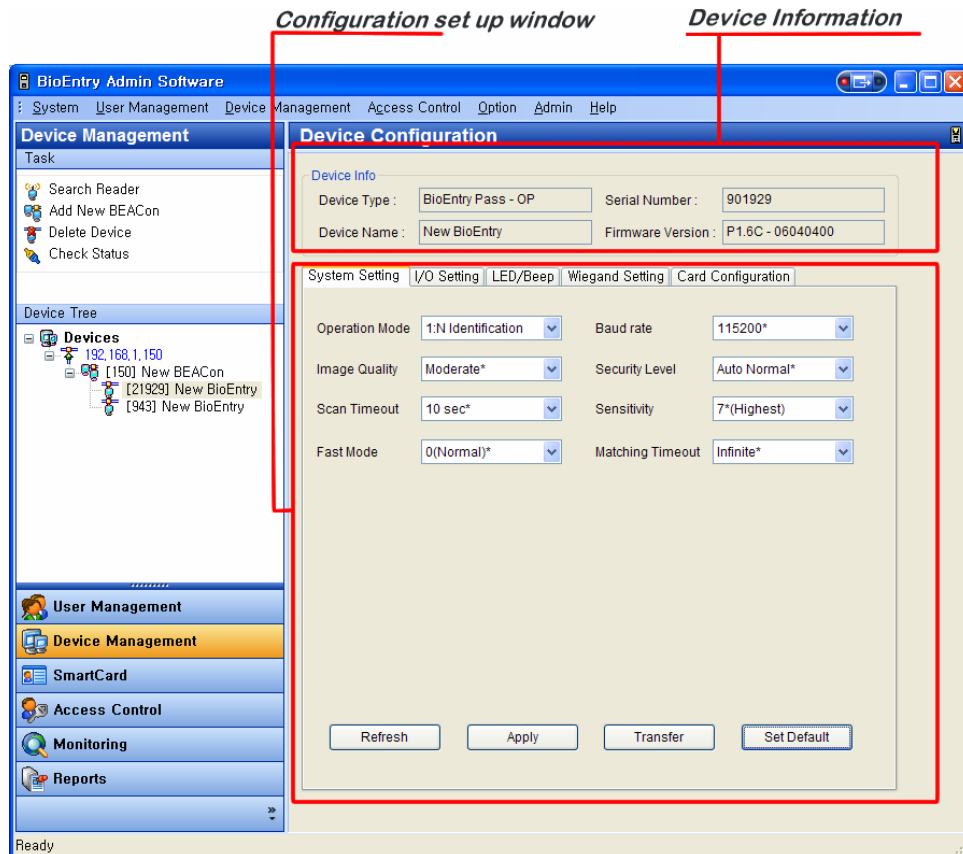 Configuration set up window
Device Information
BioEntry Admin Software
System User Management Device Management Access Control Option Admin Help
Device Management
Task
Search Reader
Add New BEACon
Delete Device
Check Status
Device Tree
Devices
192,168,1,150
[150] New BEACon
[21929] New BioEntry
[943] New BioEntry
User Management
Device Management
SmartCard
Access Control
Monitoring
Reports
Device Configuration
Device Info
Device Type : BioEntry Pass - OP Serial Number : 901929
Device Name : New BioEntry Firmware Version : P1.6C - 06040400
System Setting I/O Setting LED/Beep Wiegand Setting Card Configuration
Operation Mode 1:N Identification Baud rate 115200*
Image Quality Moderate* Security Level Auto Normal*
Scan Timeout 10 sec* Sensitivity 7*(Highest)
Fast Mode 0(Normal)* Matching Timeout Infinite*
Refresh Apply Transfer Set Default
Ready